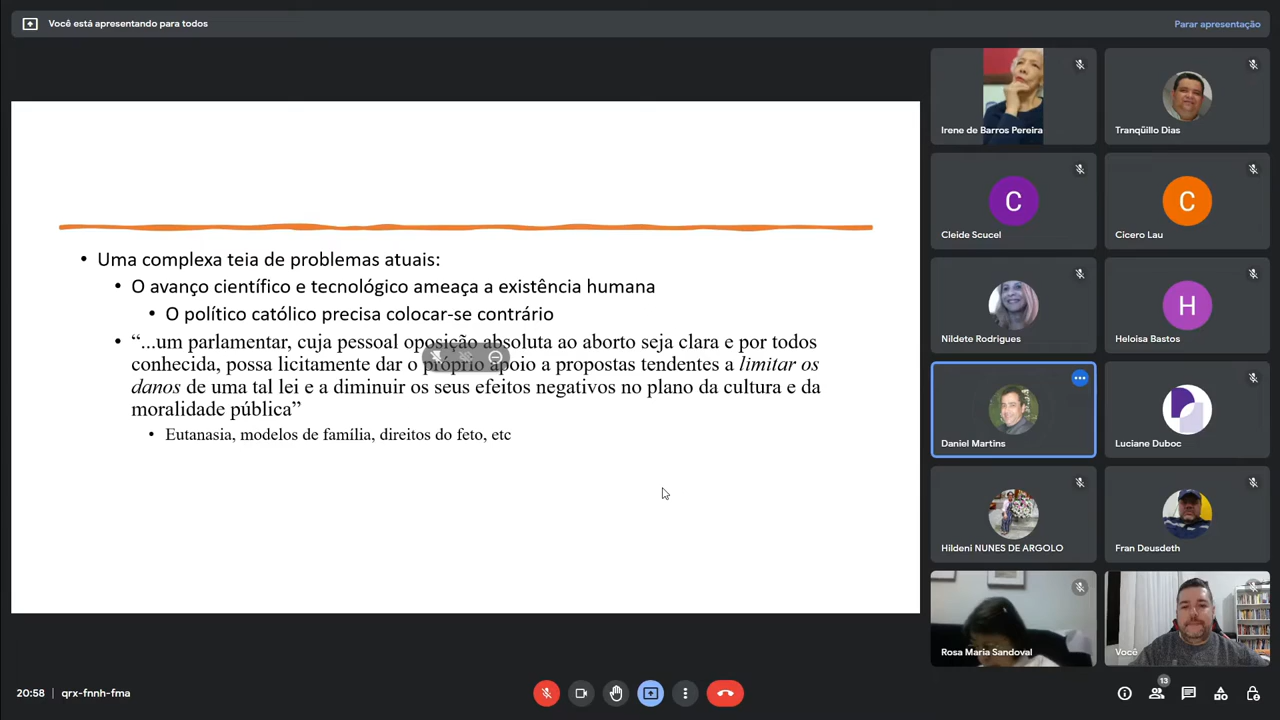 Você está apresentando para todos
Parar apresentação
Uma complexa teia de problemas atuais:
O avanço científico e tecnológico ameaça a existência humana
O político católico precisa colocar-se contrário
“...um parlamentar, cuja pessoal oposição absoluta ao aborto seja clara e por todos
conhecida, possa licitamente dar o próprio apoio a propostas tendentes a limitar os
danos de uma tal lei e a diminuir os seus efeitos negativos no plano da cultura e da
moralidade pública”
Eutanasia, modelos de família, direitos do feto, etc
Irene de Barros Pereira
Tranqüillo Dias
C
Cleide Scucel
C
Cicero Lau
Nildete Rodrigues
H
Heloisa Bastos
Daniel Martins
Luciane Duboc
Hildeni NUNES DE ARGOLO
Fran Deusdeth
Rosa Maria Sandoval
Você
20:58
qrx-fnnh-fma
13